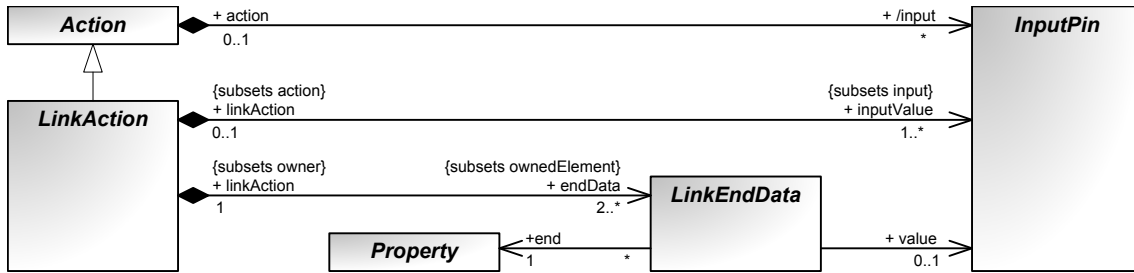 Action
+ action
0..1
+ /input
*
InputPin
LinkAction
{subsets action}
+ linkAction
0..1
{subsets input}
+ inputValue
1..*
{subsets owner}
+ linkAction
1
{subsets ownedElement}
+ endData
2..*
LinkEndData
Property
+end
1
*
+ value
0..1